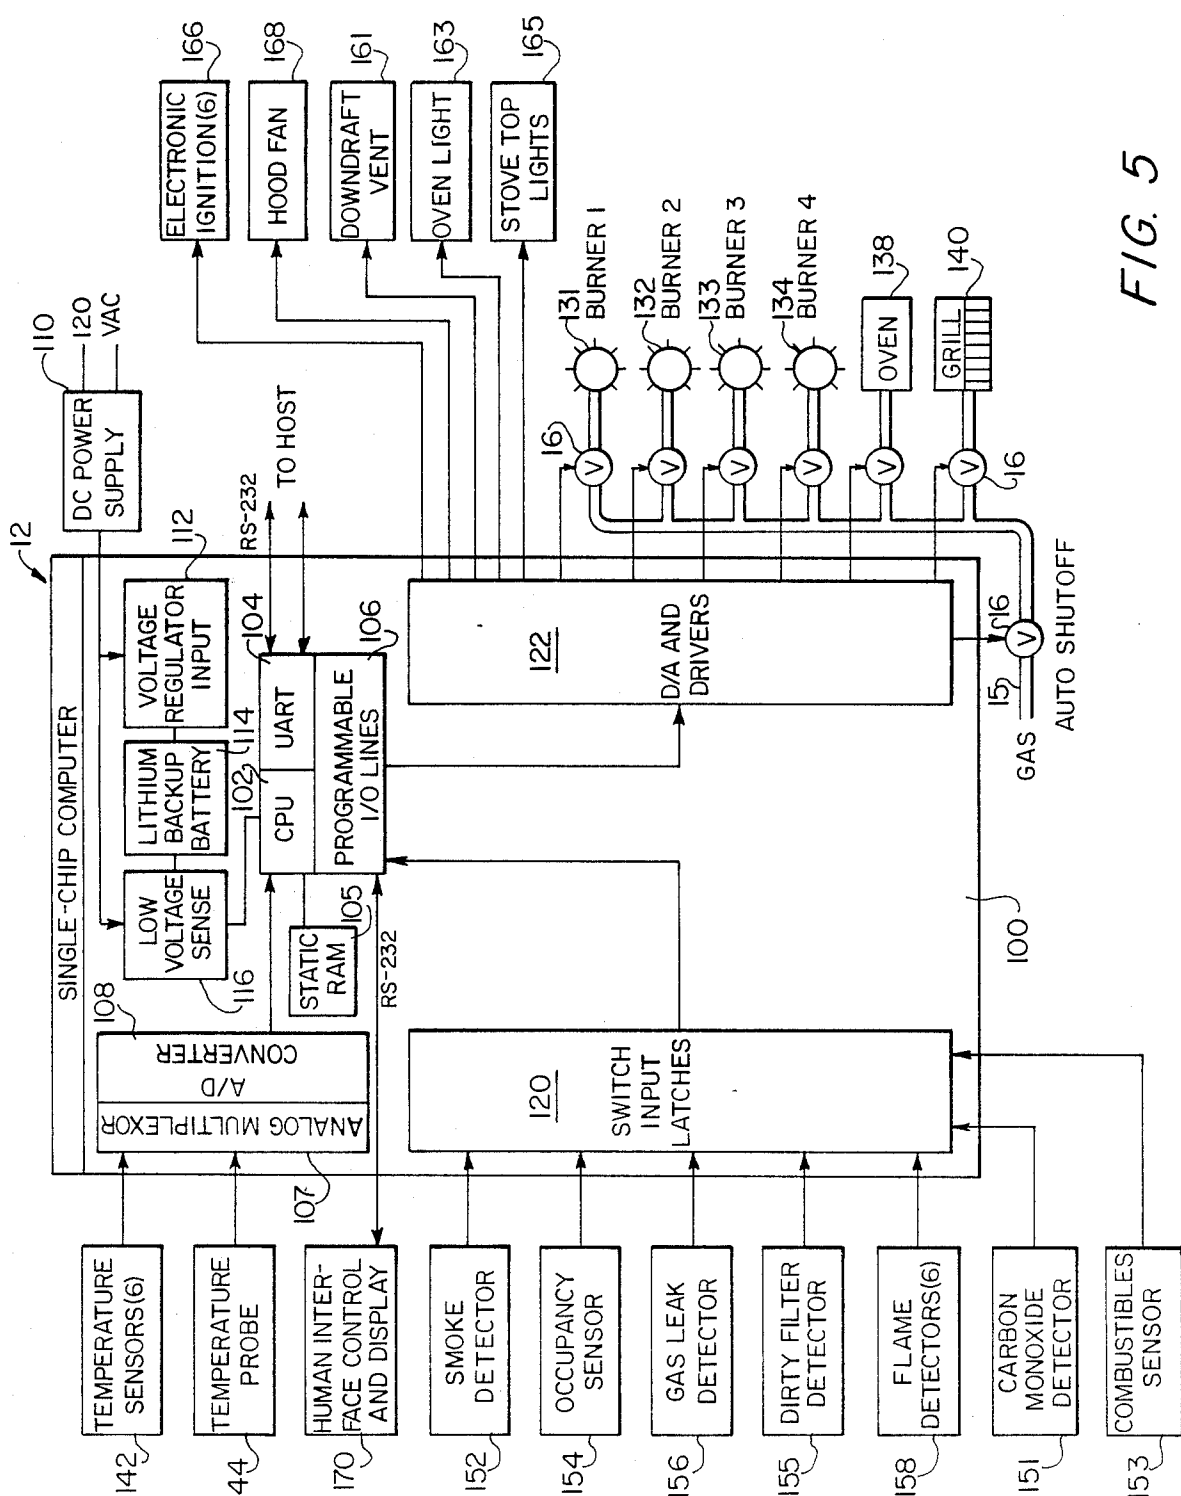 12
SINGLE-CHIP COMPUTER
110
DC POWER
SUPPLY
120
VAC
112
VOLTAGE
REGULATOR
INPUT
LITHIUM
BACKUP
BATTERY
114
LOW
VOLTAGE
SENSE
116
108
ANALOG MULTIPLEXOR
A/D
CONVERTER
107
102
CPU
104
UART
PROGRAMMABLE
I/O LINES
106
STATIC
RAM
105
RS-232
RS-232
TO HOST
120
SWITCH
INPUT
LATCHES
122
D/A AND
DRIVERS
100
142
TEMPERATURE
SENSORS(6)
44
TEMPERATURE
PROBE
170
HUMAN INTER-
FACE CONTROL
AND DISPLAY
152
SMOKE
DETECTOR
154
OCCUPANCY
SENSOR
156
GAS LEAK
DETECTOR
155
DIRTY FILTER
DETECTOR
158
FLAME
DETECTORS(6)
151
CARBON
MONOXIDE
DETECTOR
153
COMBUSTIBLES
SENSOR
ELECTRONIC
IGNITION(6)
166
HOOD FAN
168
DOWNDRAFT
VENT
161
OVEN LIGHT
163
STOVE TOP
LIGHTS
165
16
V
131
BURNER 1
V
132
BURNER 2
V
133
BURNER 3
V
134
BURNER 4
V
OVEN
138
V
16
GRILL
140
GAS
15
V
16
AUTO SHUTOFF
FIG. 5